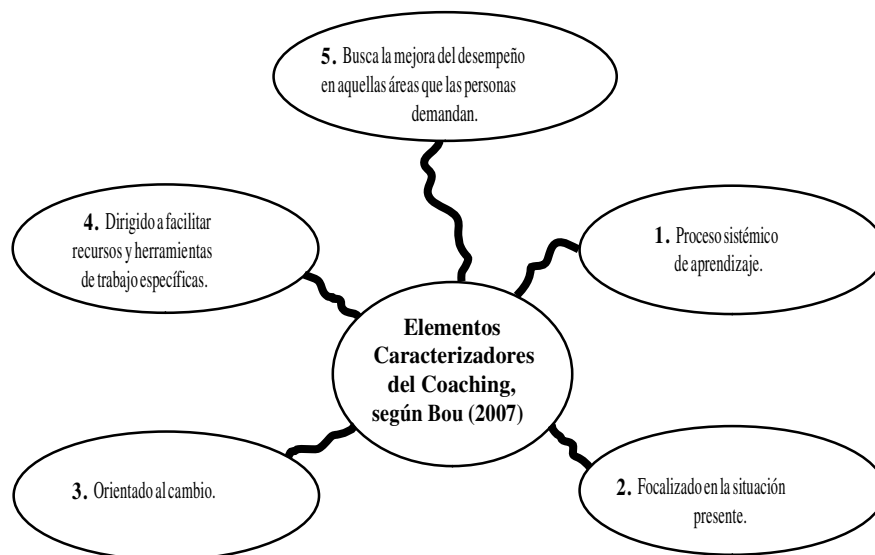 5. Busca la mejora del desempeño
en aquellas áreas que las personas
demandan.
4. Dirigido a facilitar
recursos y herramientas
de trabajo específicas.
1. Proceso sistémico
de aprendizaje.
Elementos
Caracterizadores
del Coaching,
según Bou (2007)
3. Orientado al cambio.
2. Focalizado en la situación
presente.